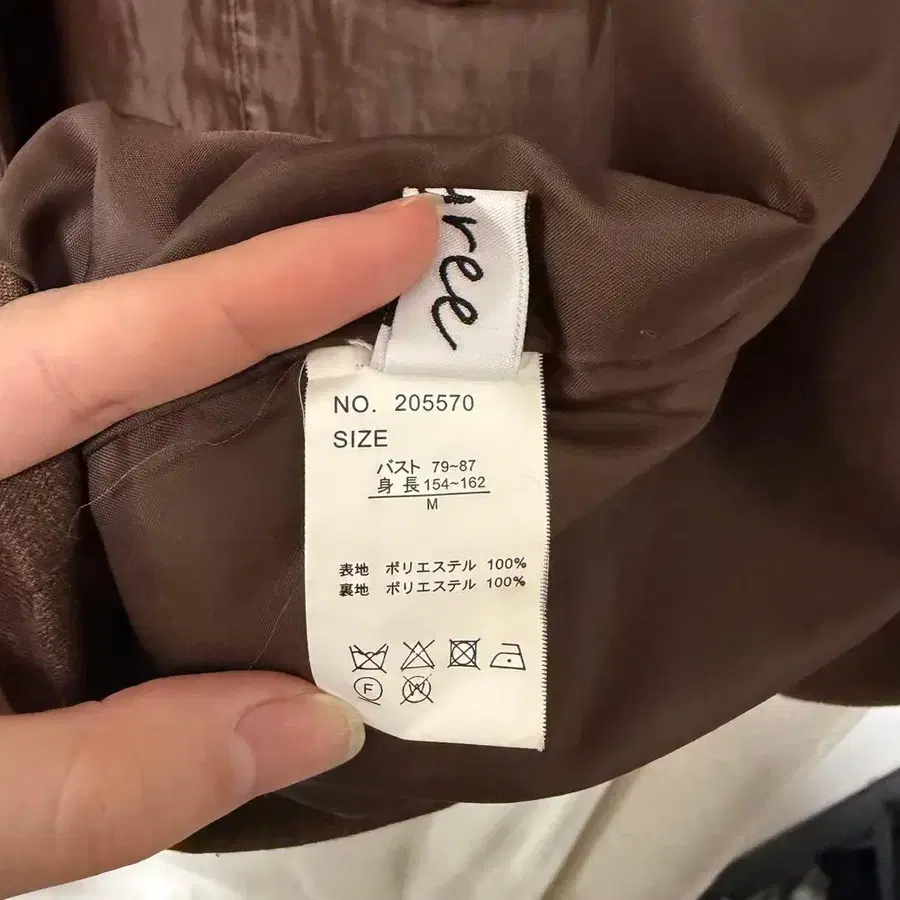 NO. 205570
SIZE
バスト 79~87
身長 154~162
M
表地 ポリエステル 100%
裏地 ポリエステル 100%
F
W